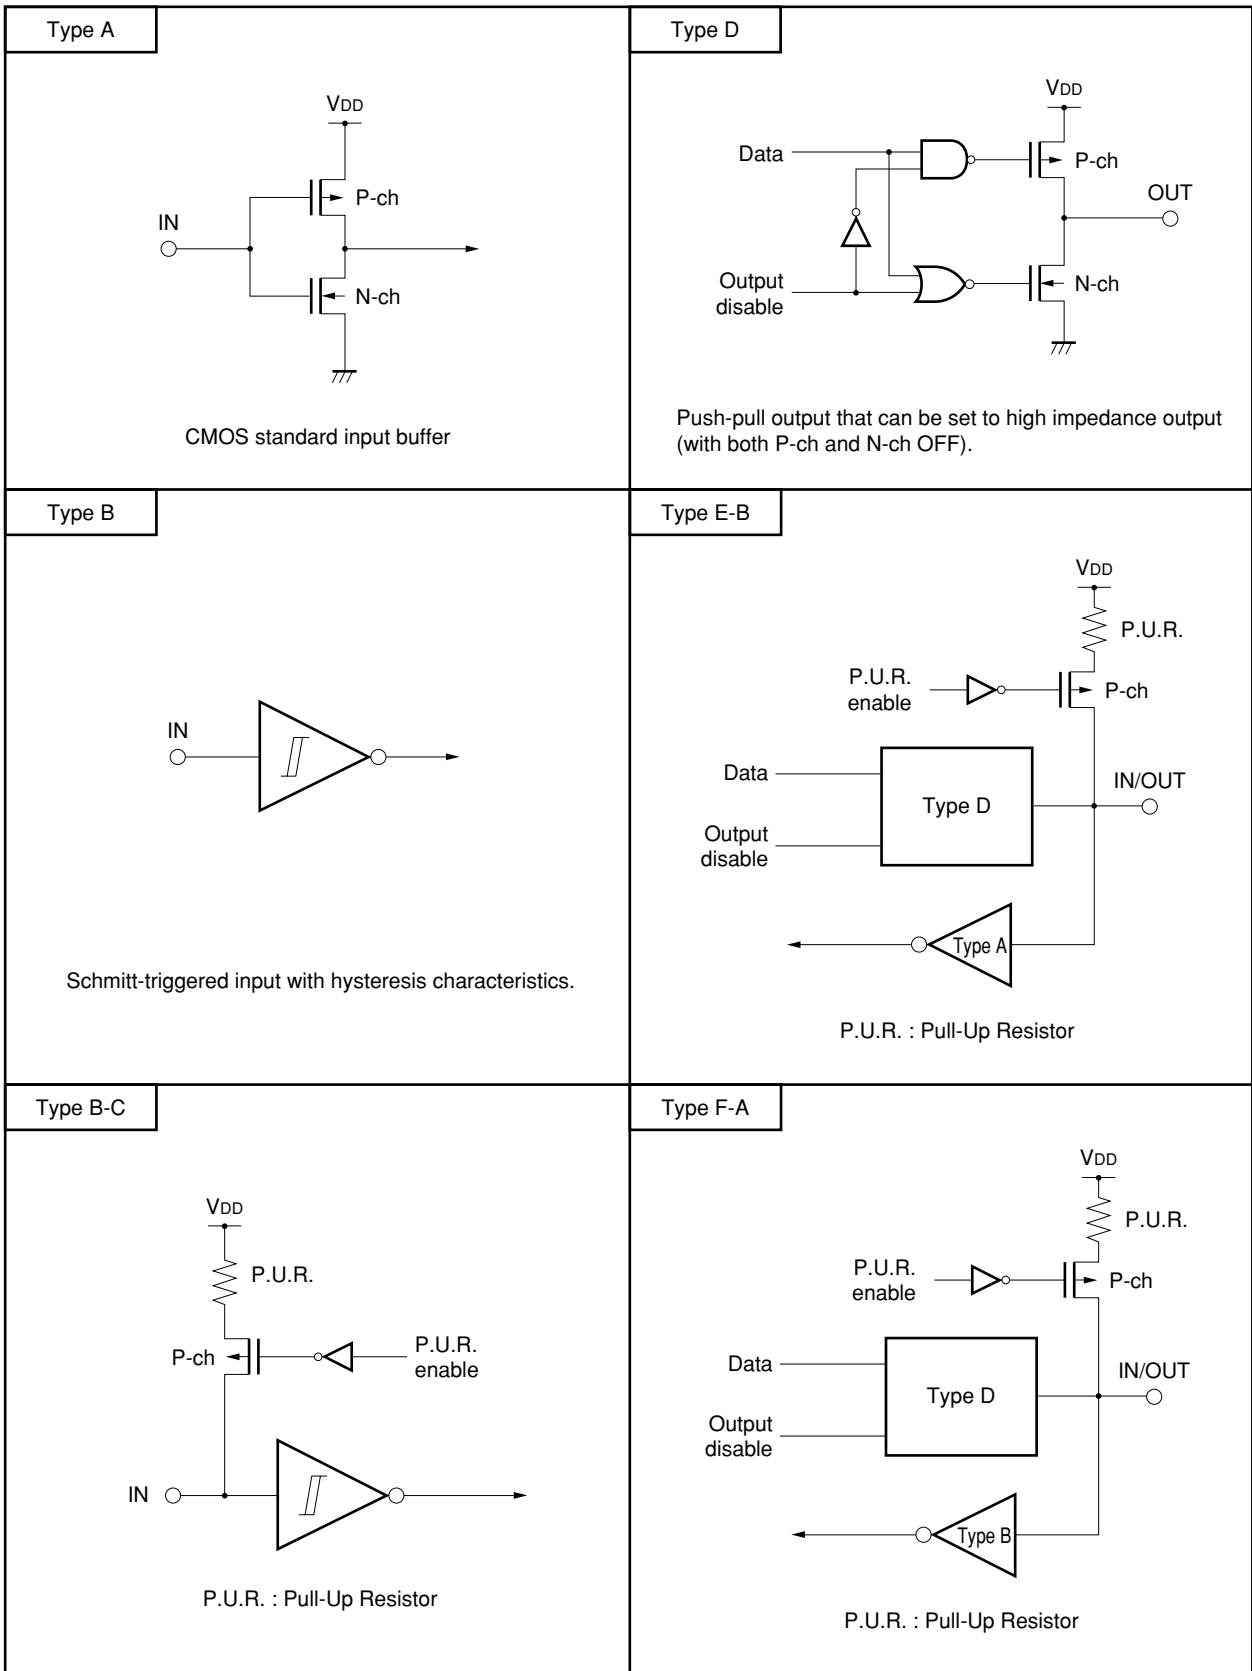 Type A
VDD
P-ch
IN
N-ch
CMOS standard input buffer
Type D
VDD
Data
P-ch
OUT
Output
disable
N-ch
Push-pull output that can be set to high impedance output
(with both P-ch and N-ch OFF).
Type B
IN
Schmitt-triggered input with hysteresis characteristics.
Type E-B
VDD
P.U.R.
P.U.R.
enable
P-ch
Data
IN/OUT
Type D
Output
disable
Type A
P.U.R. : Pull-Up Resistor
Type B-C
VDD
P.U.R.
P-ch
P.U.R.
enable
IN
P.U.R. : Pull-Up Resistor
Type F-A
VDD
P.U.R.
P.U.R.
enable
P-ch
Data
IN/OUT
Type D
Output
disable
Type B
P.U.R. : Pull-Up Resistor